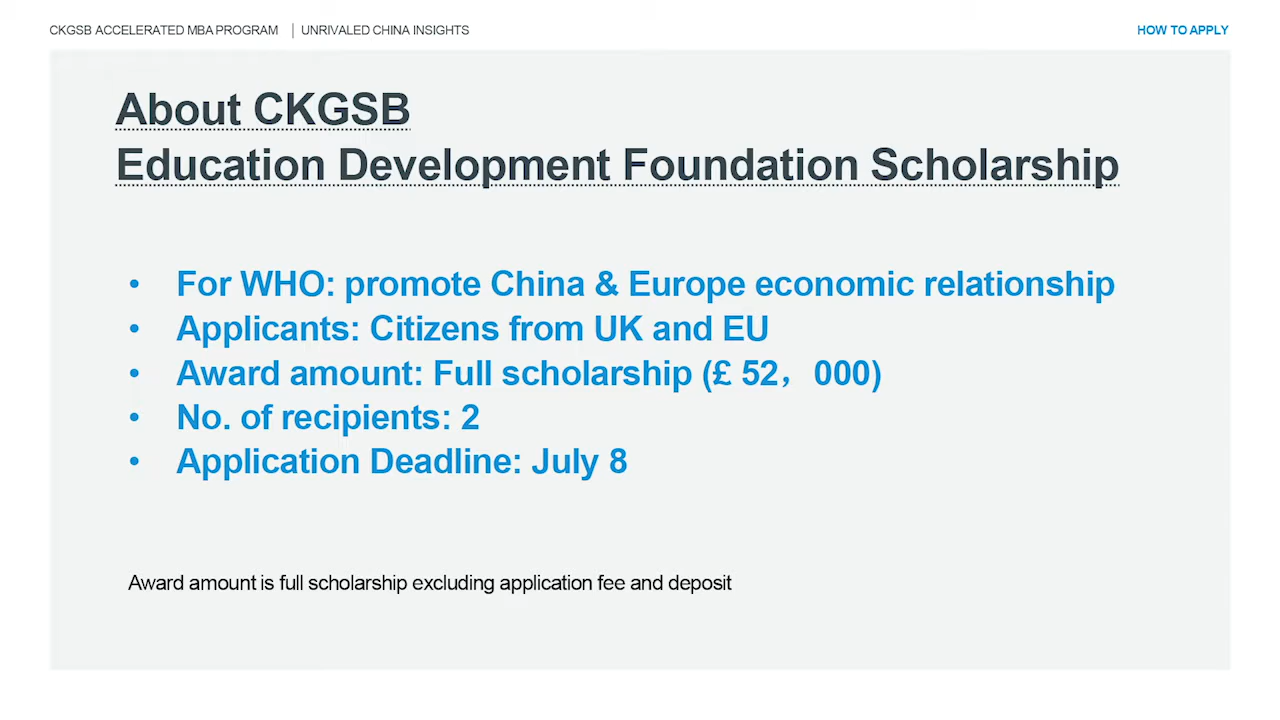 CKGSB ACCELERATED MBA PROGRAM | UNRIVALED CHINA INSIGHTS
HOW TO APPLY
About CKGSB
Education Development Foundation Scholarship
• For WHO: promote China & Europe economic relationship
• Applicants: Citizens from UK and EU
• Award amount: Full scholarship (£ 52，000)
• No. of recipients: 2
• Application Deadline: July 8
Award amount is full scholarship excluding application fee and deposit